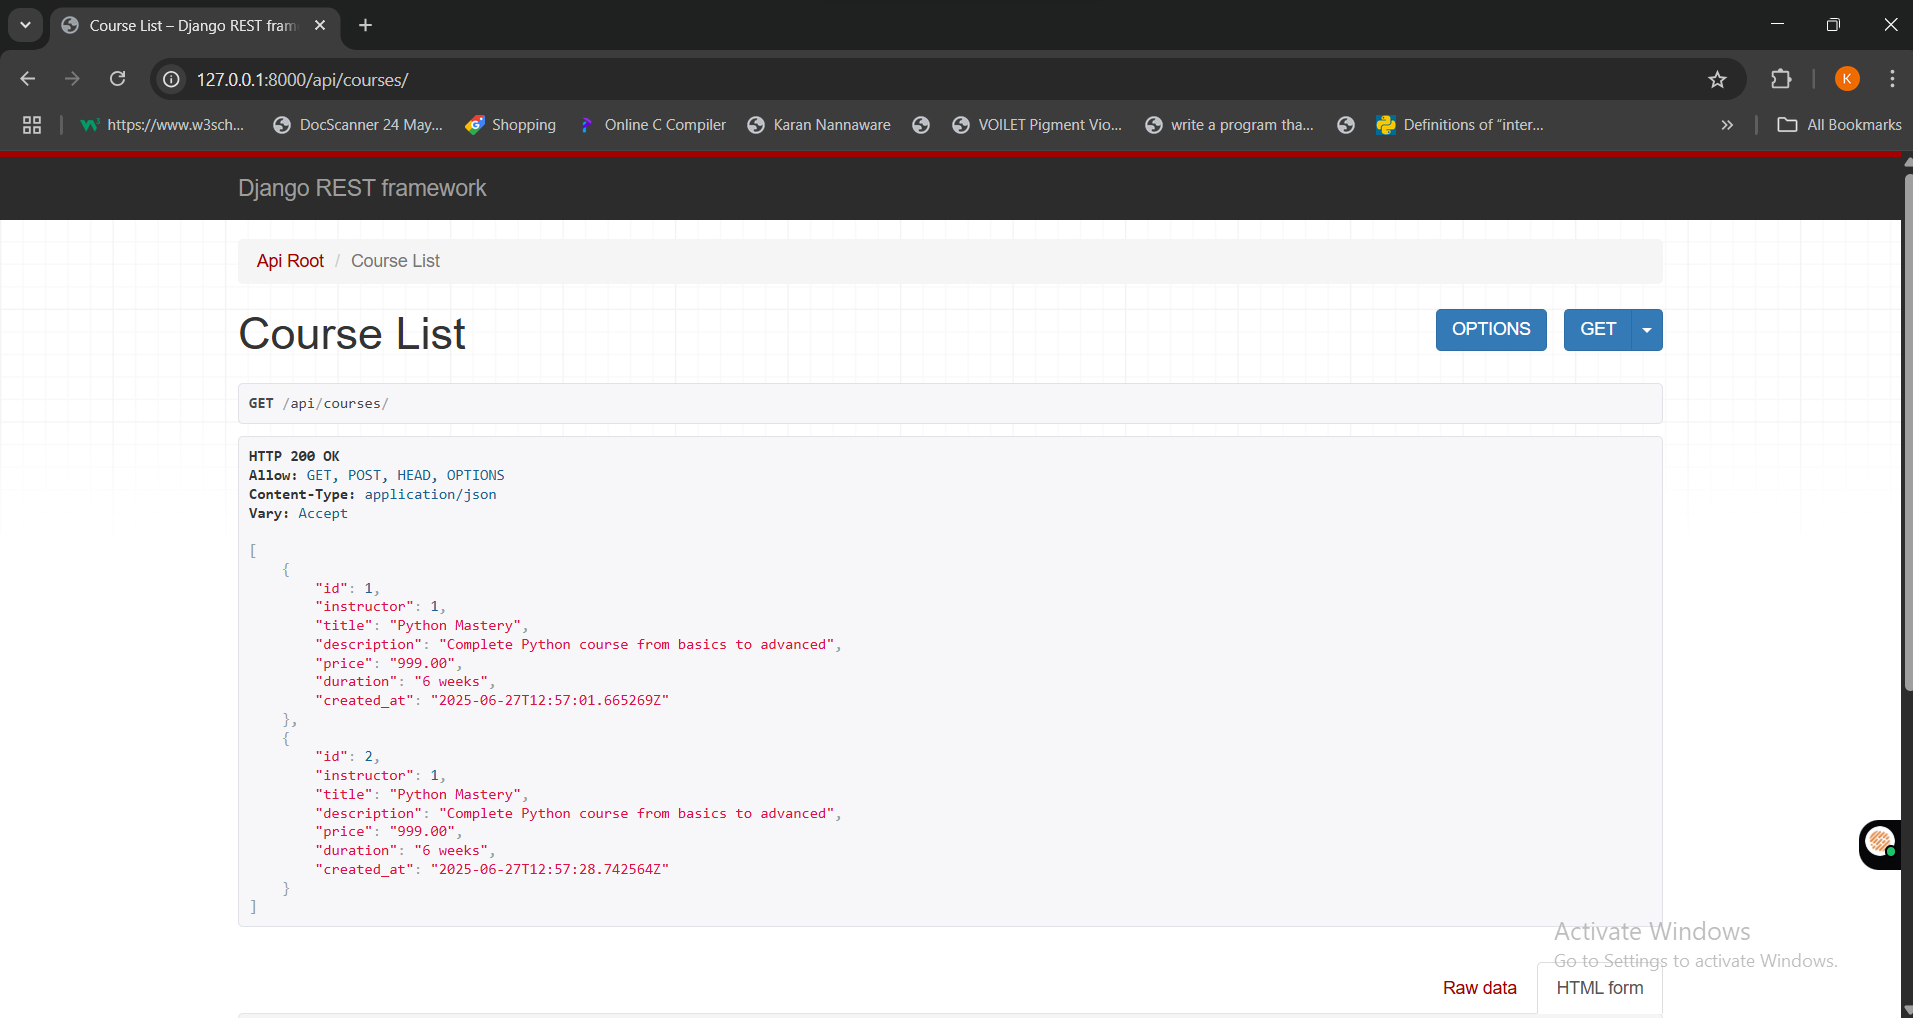 Course List – Django REST fram
127.0.0.1:8000/api/courses/
https://www.w3sch... DocScanner 24 May... Shopping Online C Compiler Karan Nannaware VOILET Pigment Vio... write a program tha... Definitions of "inter... » All Bookmarks
K
Django REST framework
Api Root / Course List
Course List
OPTIONS GET
GET /api/courses/
HTTP 200 OK
Allow: GET, POST, HEAD, OPTIONS
Content-Type: application/json
Vary: Accept
[
{
"id": 1,
"instructor": 1,
"title": "Python Mastery",
"description": "Complete Python course from basics to advanced",
"price": "999.00",
"duration": "6 weeks",
"created_at": "2025-06-27T12:57:01.665269Z"
},
{
"id": 2,
"instructor": 1,
"title": "Python Mastery",
"description": "Complete Python course from basics to advanced",
"price": "999.00",
"duration": "6 weeks",
"created_at": "2025-06-27T12:57:28.742564Z"
}
]
Activate Windows
Go to Settings to activate Windows.
Raw data HTML form